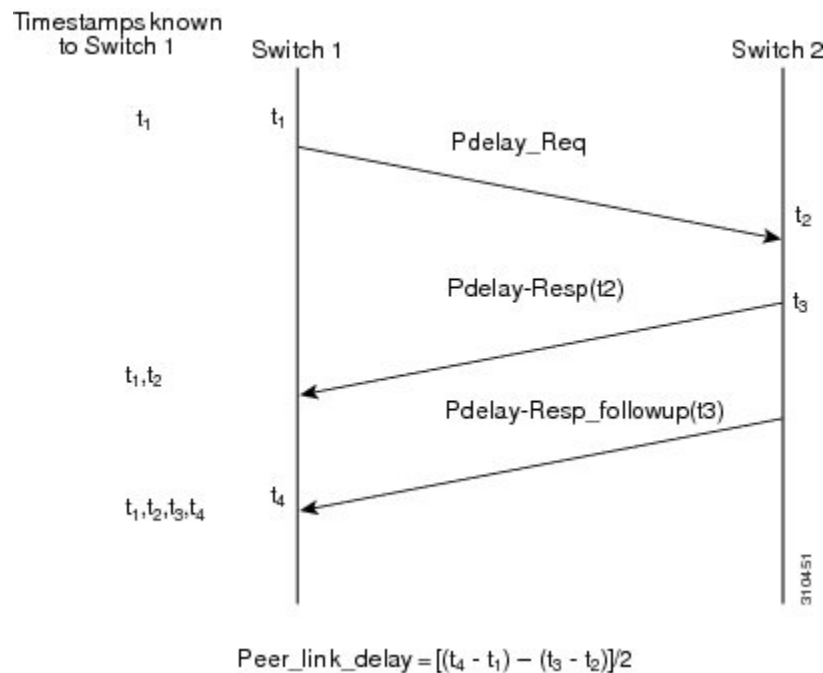 Timestamps known
to Switch 1
Switch 1
Switch 2
t₁
t₁
Pdelay_Req
t₂
Pdelay-Resp(t2)
t₃
t₁,t₂
Pdelay-Resp_followup(t3)
t₄
t₁,t₂,t₃,t₄
310451
Peer_link_delay = [(t₄ - t₁) – (t₃ - t₂)]/2